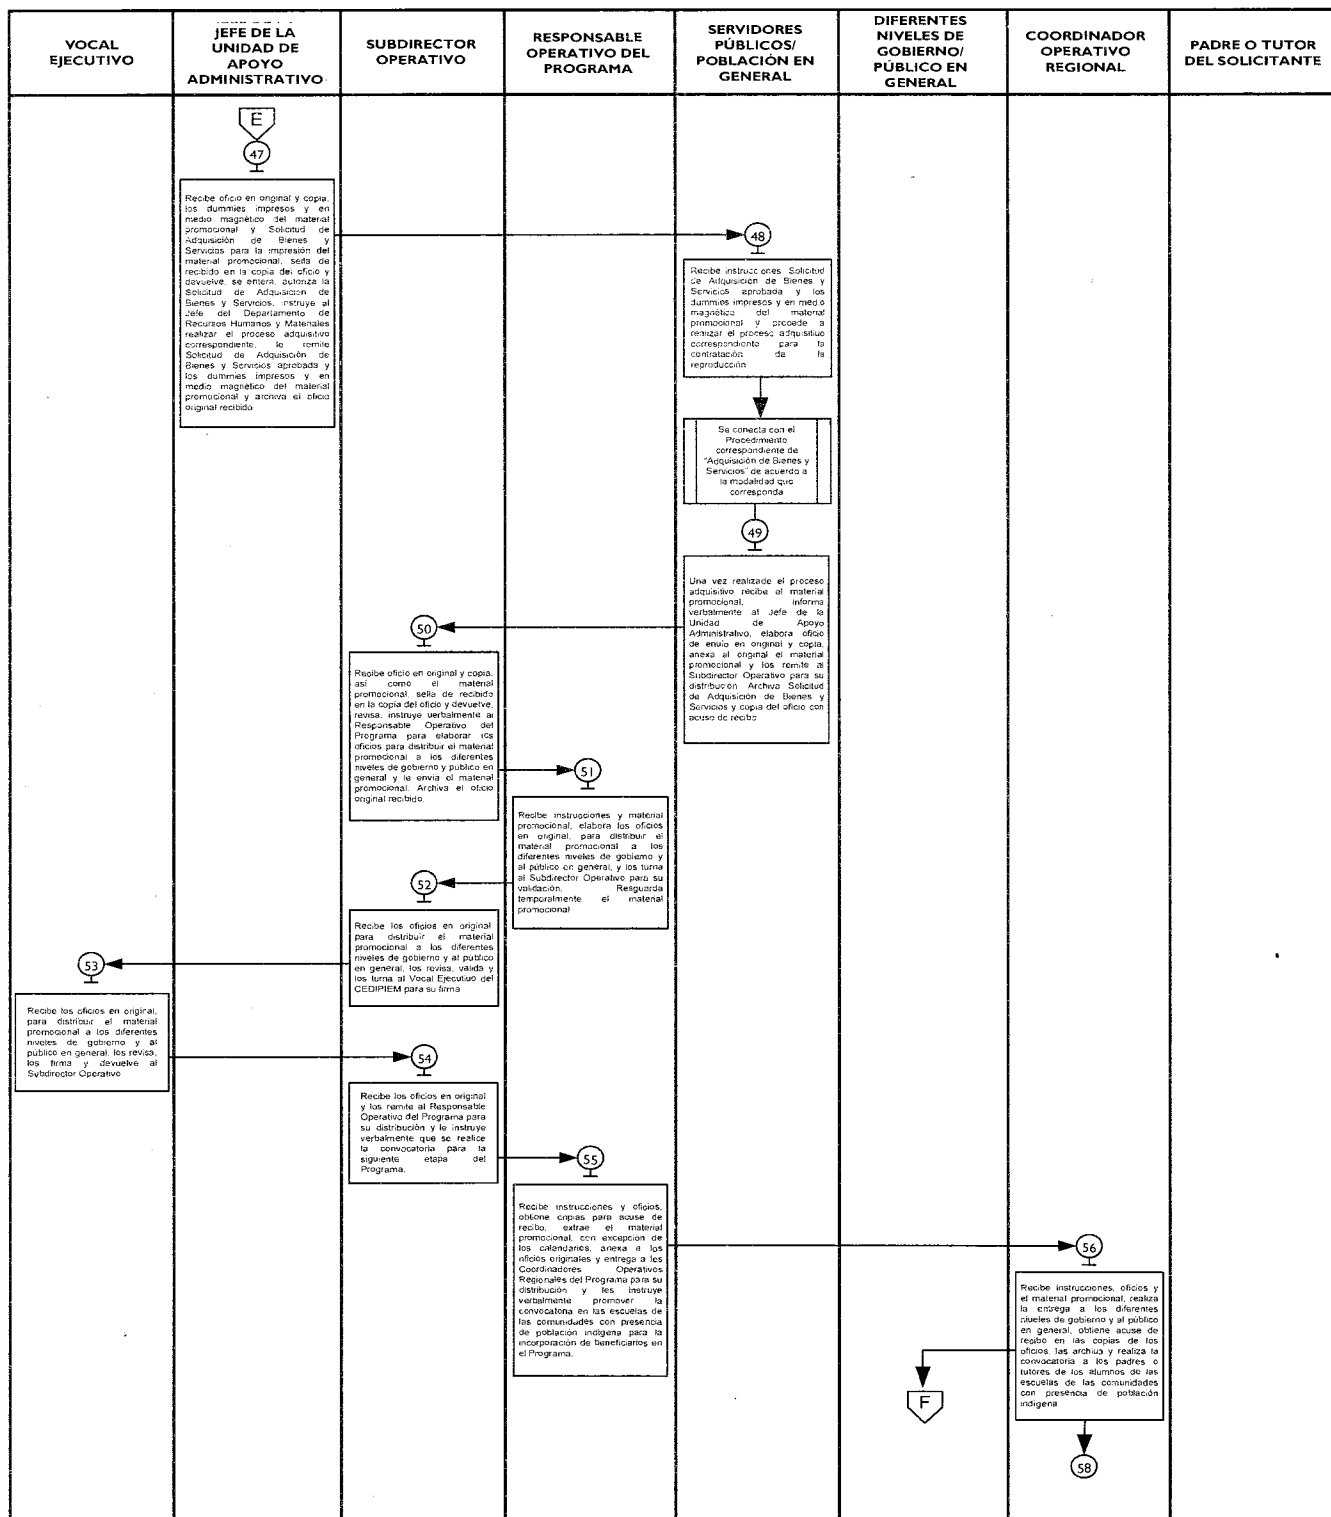 VOCAL
EJECUTIVO
JEFE DE LA
UNIDAD DE
APOYO
ADMINISTRATIVO
SUBDIRECTOR
OPERATIVO
RESPONSABLE
OPERATIVO DEL
PROGRAMA
SERVIDORES
PÚBLICOS/
POBLACIÓN EN
GENERAL
DIFERENTES
NIVELES DE
GOBIERNO/
PÚBLICO EN
GENERAL
COORDINADOR
OPERATIVO
REGIONAL
PADRE O TUTOR
DEL SOLICITANTE
E
47
Recibe oficio en original y copia,
los dummies impresos y en
medio magnético del material
promocional y Solicitud de
Adquisición de Bienes y
Servicios para la impresión del
material promocional, sella de
recibido en la copia del oficio y
devuelve, se entera, autoriza la
Solicitud de Adquisición de
Bienes y Servicios, instruye al
Jefe del Departamento de
Recursos Humanos y Materiales
realizar el proceso adquisitivo
correspondiente, le remite
Solicitud de Adquisición de
Bienes y Servicios aprobada y
los dummies impresos y en
medio magnético del material
promocional y archiva el oficio
original recibido
48
Recibe instrucciones Solicitud
de Adquisición de Bienes y
Servicios aprobada y los
dummies impresos y en medio
magnético del material
promocional y procede a
realizar el proceso adquisitivo
correspondiente para la
contratación de la
reproducción
Se conecta con el
Procedimiento
correspondiente de
"Adquisición de Bienes y
Servicios" de acuerdo a
la modalidad que
corresponda
49
Una vez realizado el proceso
adquisitivo recibe el material
promocional, informa
verbalmente al Jefe de la
Unidad de Apoyo
Administrativo, elabora oficio
de envío en original y copia,
anexa al original el material
promocional y los remite al
Subdirector Operativo para su
distribución Archiva Solicitud
de Adquisición de Bienes y
Servicios y copia del oficio con
acuse de recibo
50
Recibe oficio en original y copia,
así como el material
promocional, sella de recibido
en la copia del oficio y devuelve,
revisa, instruye verbalmente al
Responsable Operativo del
Programa para elaborar los
oficios para distribuir el material
promocional a los diferentes
niveles de gobierno y público en
general y le envía el material
promocional. Archiva el oficio
original recibido.
51
Recibe instrucciones y material
promocional, elabora los oficios
en original, para distribuir el
material promocional a los
diferentes niveles de gobierno y
al público en general, y los turna
al Subdirector Operativo para su
validación. Resguarda
temporalmente el material
promocional
52
Recibe los oficios en original
para distribuir el material
promocional a los diferentes
niveles de gobierno y al público
en general, los revisa, valida y
los turna al Vocal Ejecutivo del
CEDIPIEM para su firma
53
Recibe los oficios en original,
para distribuir el material
promocional a los diferentes
niveles de gobierno y al
público en general, los revisa,
los firma y devuelve al
Subdirector Operativo
54
Recibe los oficios en original
y los remite al Responsable
Operativo del Programa para
su distribución y le instruye
verbalmente que se realice
la convocatoria para la
siguiente etapa del
Programa.
55
Recibe instrucciones y oficios,
obtiene copias para acuse de
recibo, extrae el material
promocional, con excepción de
los calendarios, anexa a los
oficios originales y entrega a los
Coordinadores Operativos
Regionales del Programa para su
distribución y les instruye
verbalmente promover la
convocatoria en las escuelas de
las comunidades con presencia
de población indígena para la
incorporación de beneficiarios en
el Programa.
56
Recibe instrucciones, oficios y
el material promocional, realiza
la entrega a los diferentes
niveles de gobierno y al público
en general, obtiene acuse de
recibo en las copias de los
oficios, las archiva y realiza la
convocatoria a los padres o
tutores de los alumnos de las
escuelas de las comunidades
con presencia de población
indígena
F
58